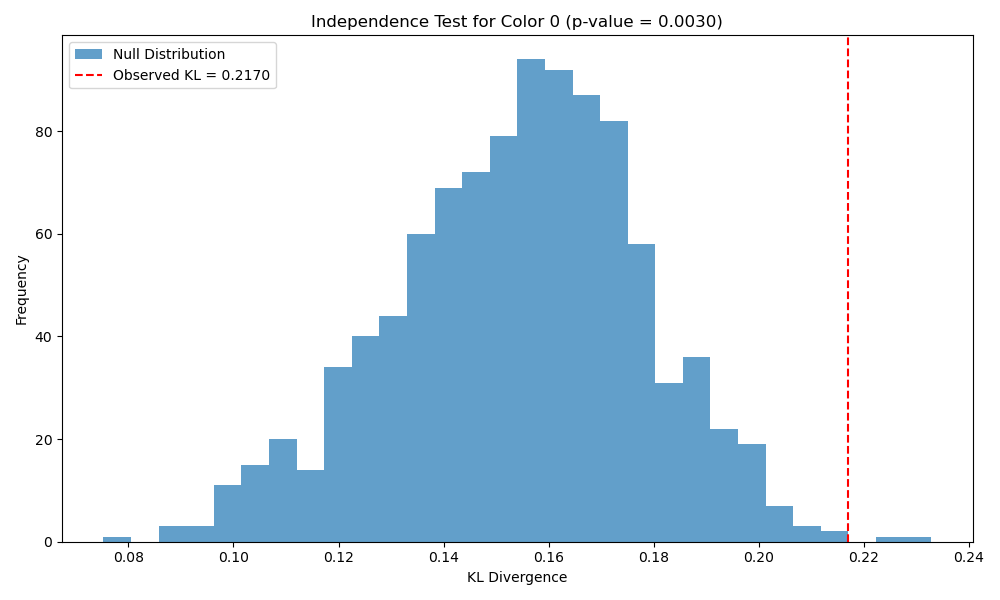 Independence Test for Color 0 (p-value = 0.0030)
Null Distribution
Observed KL = 0.2170
Frequency
80
60
40
20
0
0.08 0.10 0.12 0.14 0.16 0.18 0.20 0.22 0.24
KL Divergence